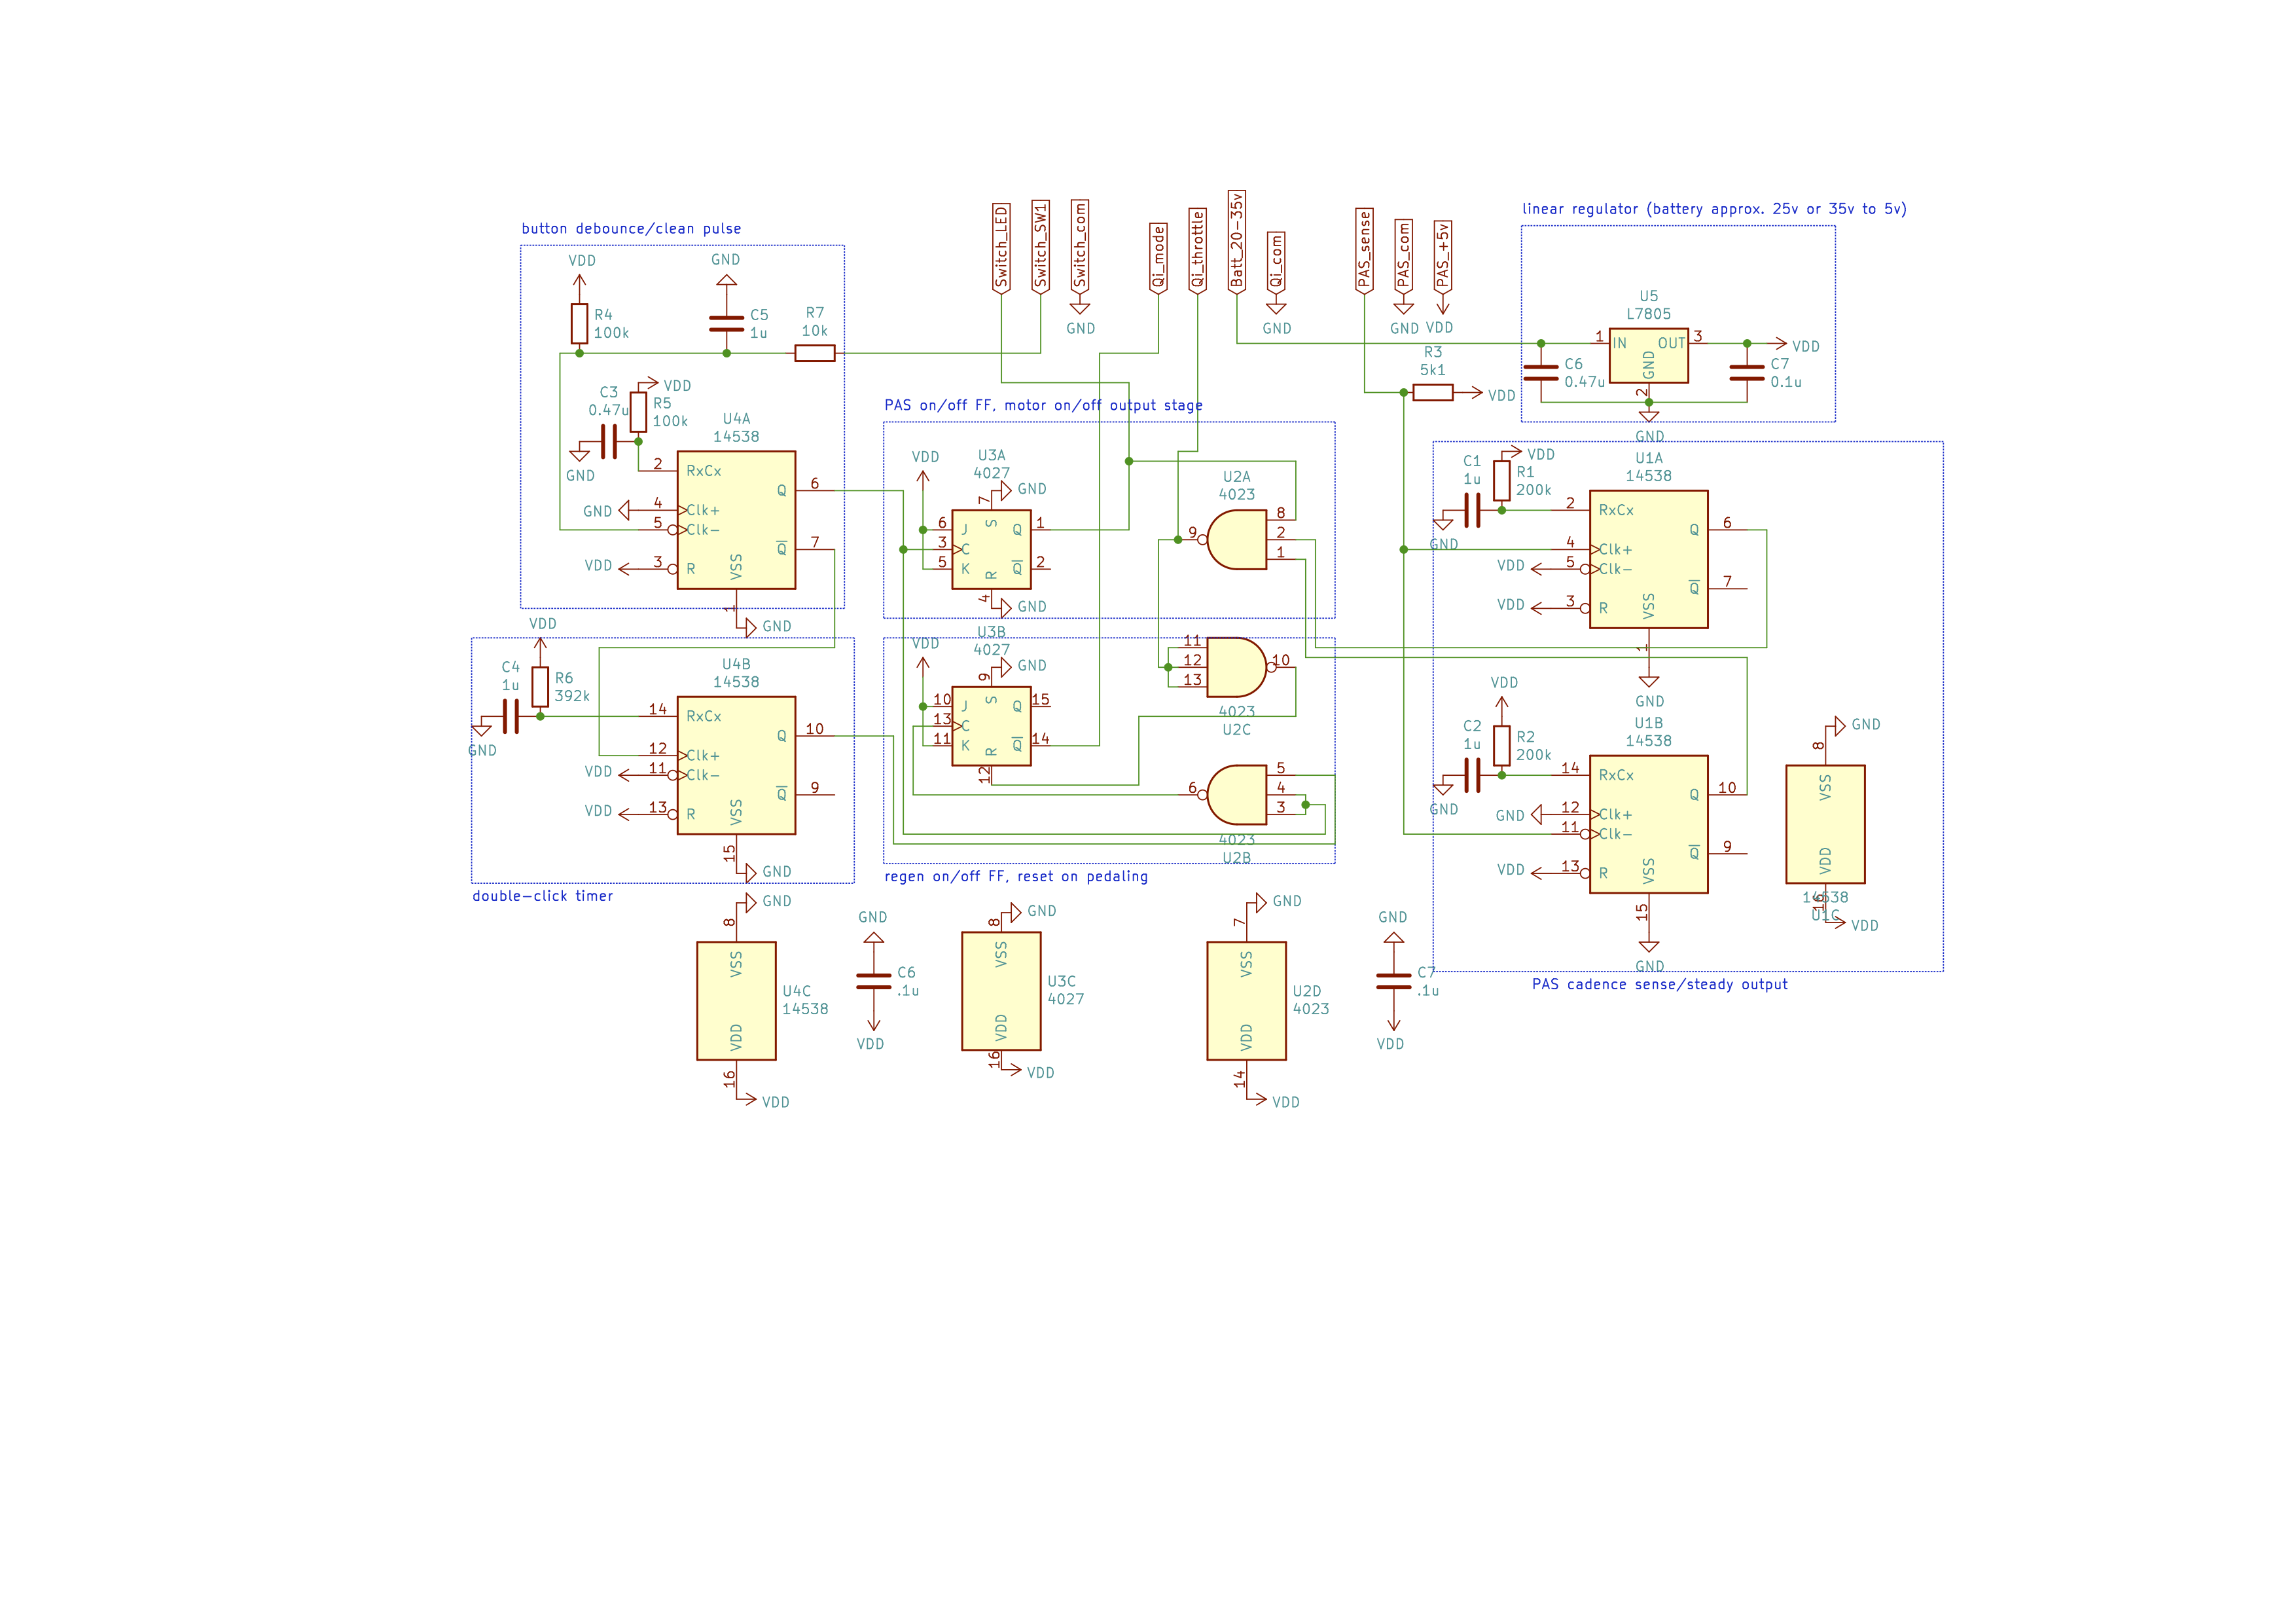 linear regulator (battery approx. 25v or 35v to 5v)
button debounce/clean pulse
Switch_LED
Switch_SW1
Switch_com
Qi_mode
Qi_throttle
Batt_20-35v
Qi_com
PAS_sense
PAS_com
PAS_+5v
GND
GND
GND
VDD
VDD
GND
R4
100k
C5
1u
R7
10k
C3
0.47u
R5
100k
VDD
GND
U4A
14538
2 RxCx
GND 4 Clk+
5 Clk-
VDD 3 R
Q 6
Q 7
VSS
1
GND
U5
L7805
1 IN
OUT 3
GND
2
VDD
C6
0.47u
C7
0.1u
GND
R3
5k1
VDD
PAS on/off FF, motor on/off output stage
VDD
U3A
4027
7
GND
S
6 J
3 C
5 K
Q 1
Q 2
R
4
GND
U2A
4023
9
8
2
1
C1
1u
R1
200k
VDD
GND
U1A
14538
2 RxCx
4 Clk+
VDD 5 Clk-
VDD 3 R
Q 6
Q 7
VSS
1
GND
VDD
C4
1u
R6
392k
GND
U4B
14538
14 RxCx
12 Clk+
VDD 11 Clk-
VDD 13 R
Q 10
Q 9
VSS
15
GND
double-click timer
U3B
4027
VDD
9
GND
S
10 J
13 C
11 K
Q 15
Q 14
R
12
11
12
13
10
4023
U2C
6
5
4
3
4023
U2B
regen on/off FF, reset on pedaling
VDD
C2
1u
R2
200k
GND
U1B
14538
14 RxCx
GND 12 Clk+
11 Clk-
VDD 13 R
Q 10
Q 9
VSS
15
GND
GND
8
VSS
VDD
14538
U1C
16
VDD
PAS cadence sense/steady output
GND
8
VSS
VDD
U4C
14538
16
VDD
GND
C6
.1u
VDD
GND
8
VSS
VDD
U3C
4027
16
VDD
GND
7
VSS
VDD
U2D
4023
14
VDD
GND
C7
.1u
VDD